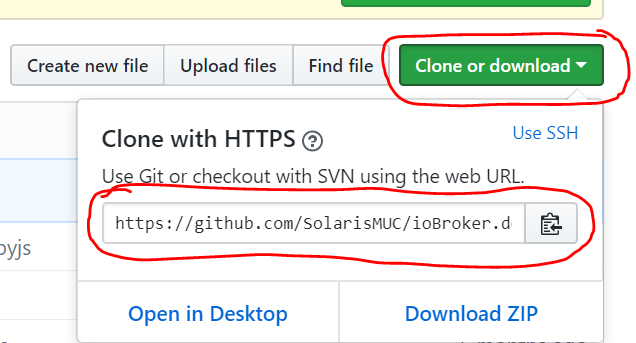 Create new file
Upload files
Find file
Clone or download
Clone with HTTPS
Use SSH
Use Git or checkout with SVN using the web URL.
https://github.com/SolarisMUC/ioBroker.d
Open in Desktop
Download ZIP